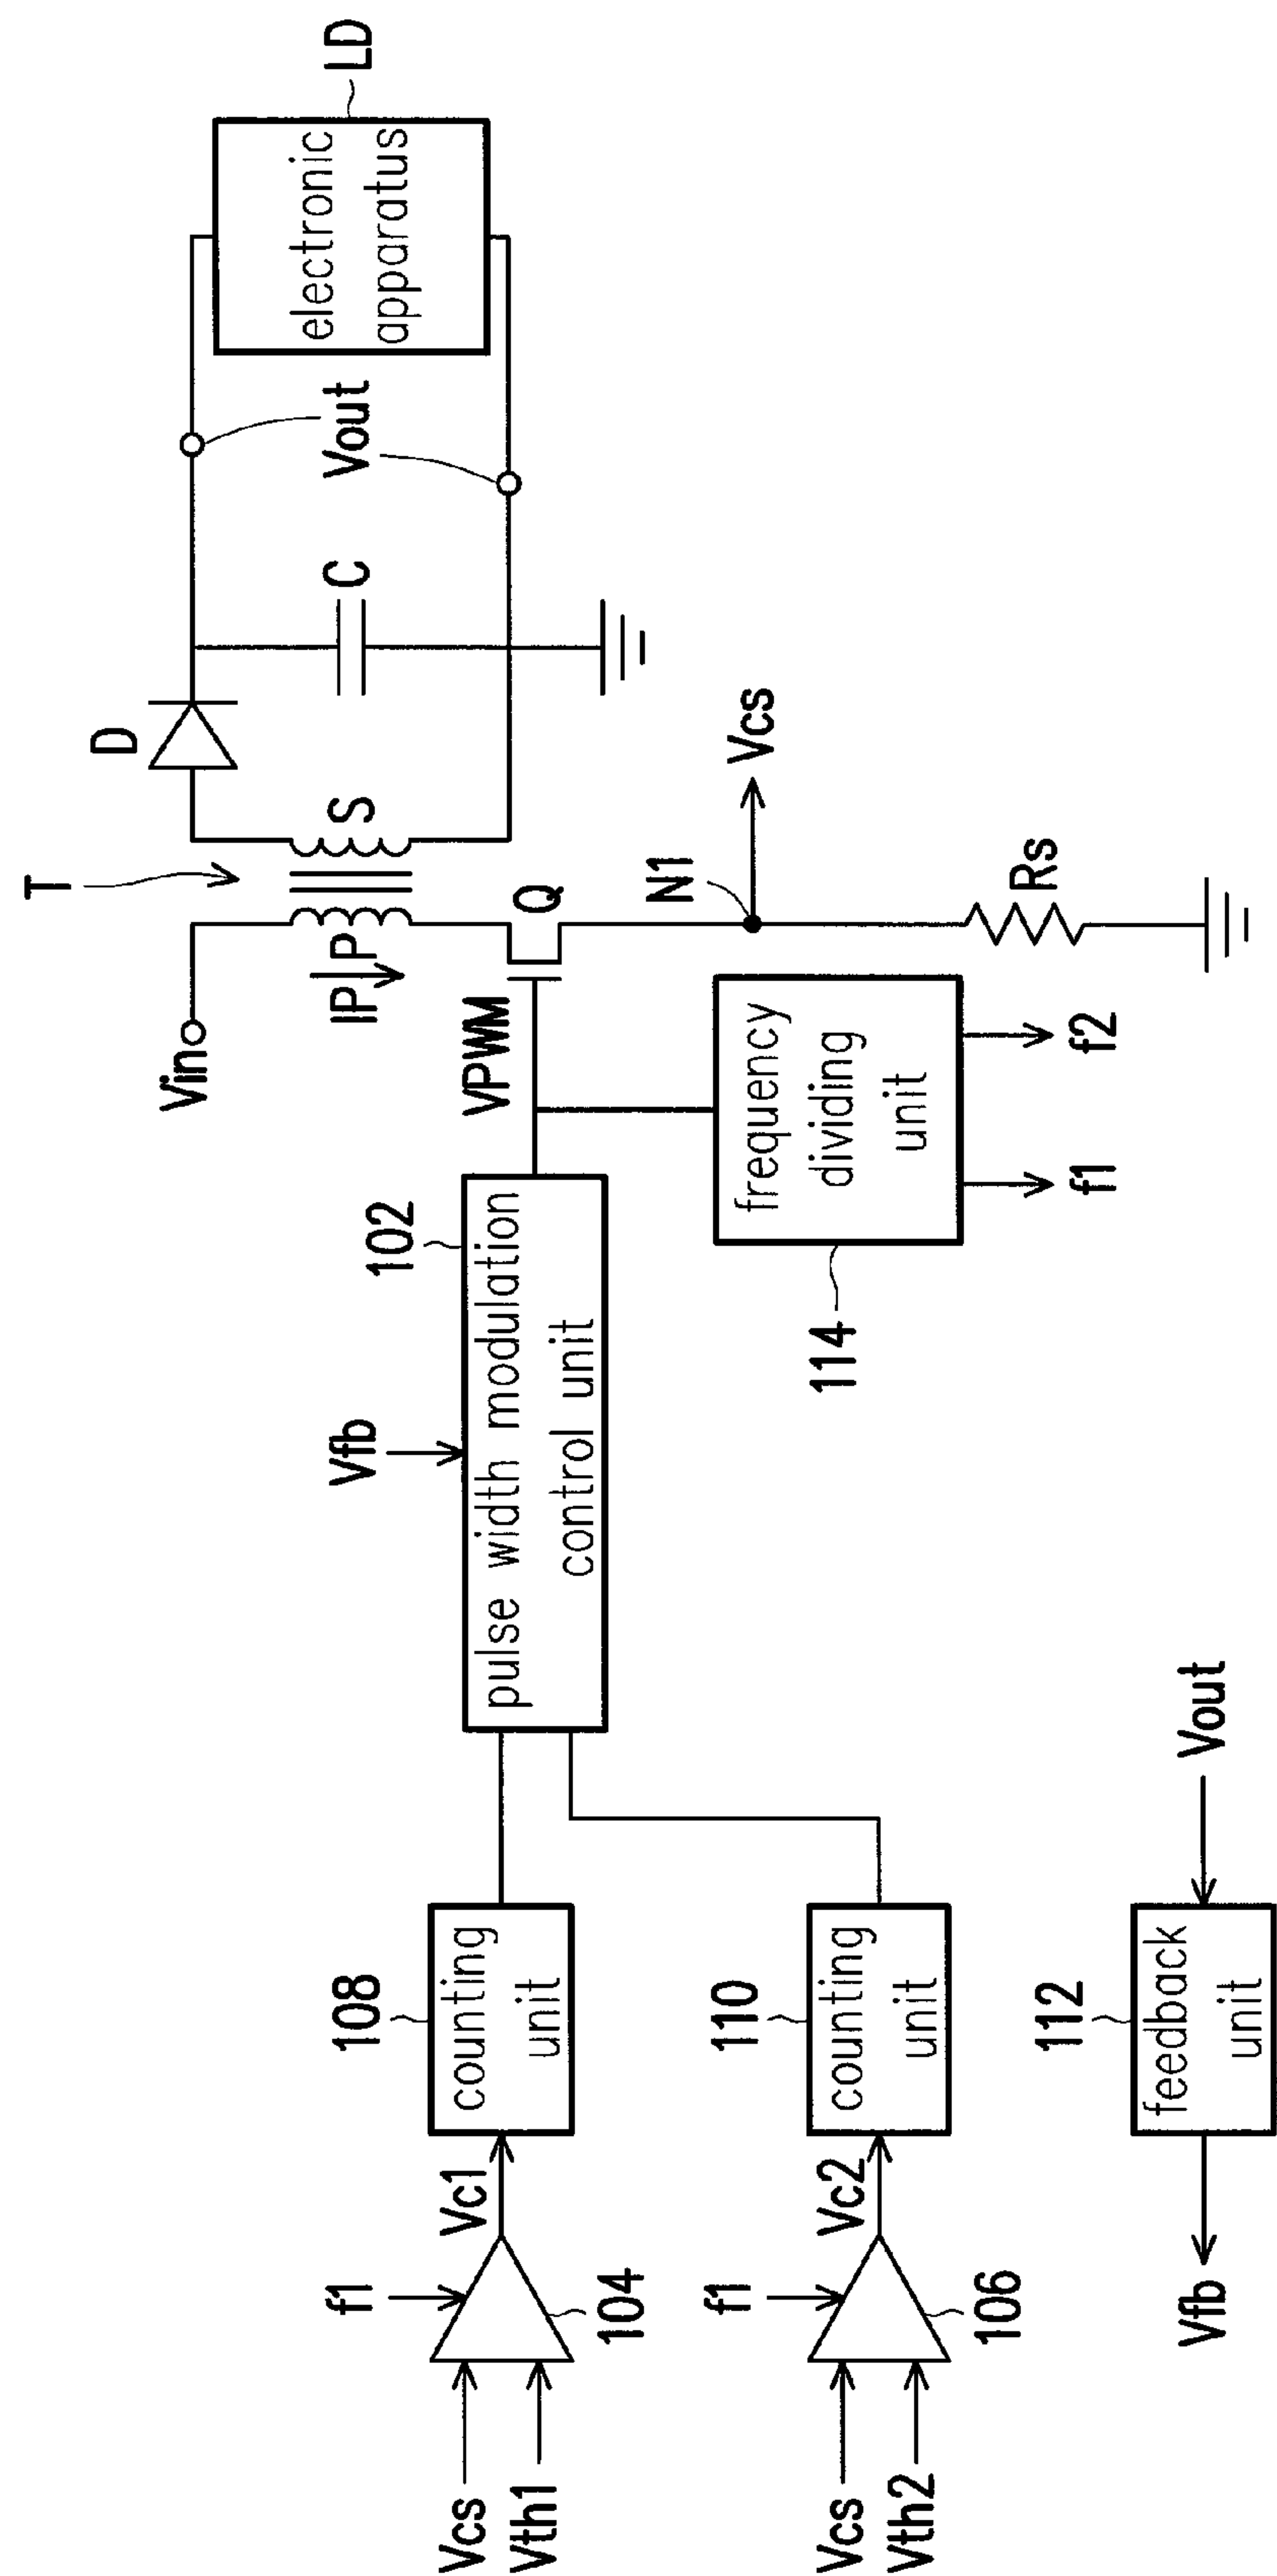 T
D
Vin
IP
P
S
C
Vout
electronic
apparatus
LD
Vfb
102
VPWM
Q
pulse width modulation
control unit
N1
Vcs
Rs
frequency
dividing
unit
114
f1
f2
108
counting
unit
f1
Vc1
Vcs
Vth1
104
110
counting
unit
f1
Vc2
Vcs
Vth2
106
112
feedback
unit
Vfb
Vout